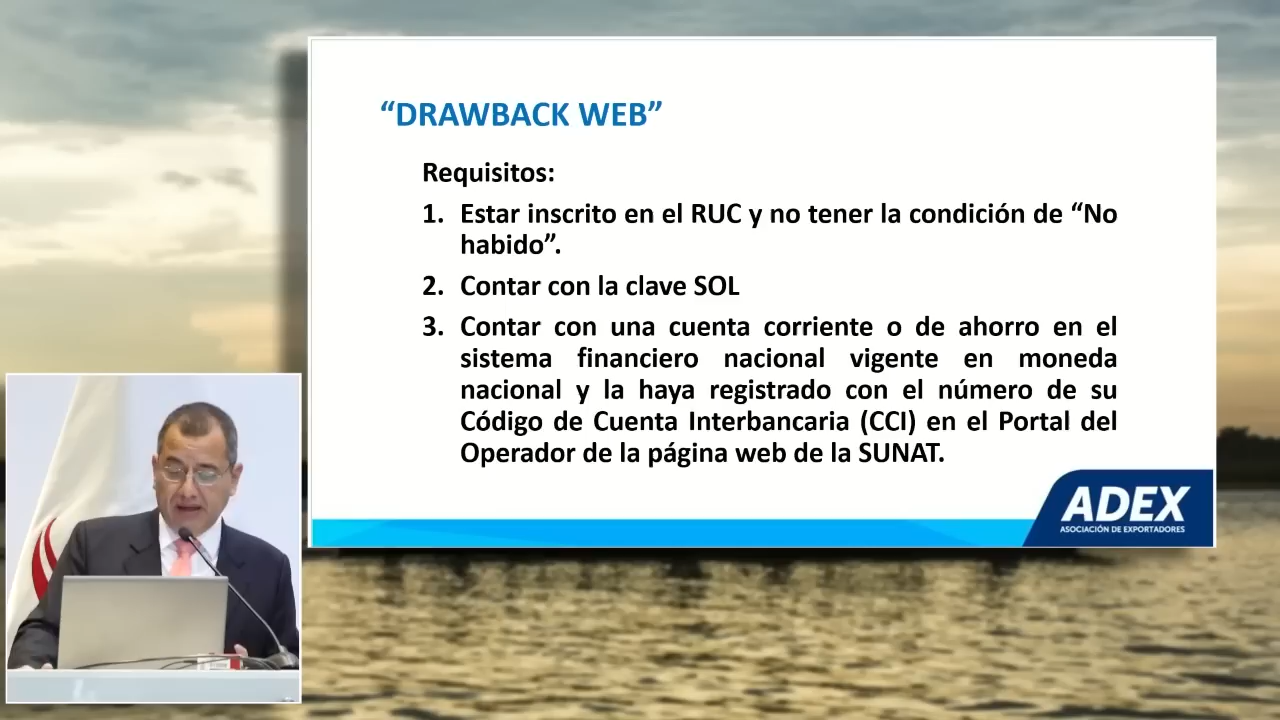 “DRAWBACK WEB”
Requisitos:
1. Estar inscrito en el RUC y no tener la condición de “No
habido”.
2. Contar con la clave SOL
3. Contar con una cuenta corriente o de ahorro en el
sistema financiero nacional vigente en moneda
nacional y la haya registrado con el número de su
Código de Cuenta Interbancaria (CCI) en el Portal del
Operador de la página web de la SUNAT.
ADEX
ASOCIACIÓN DE EXPORTADORES